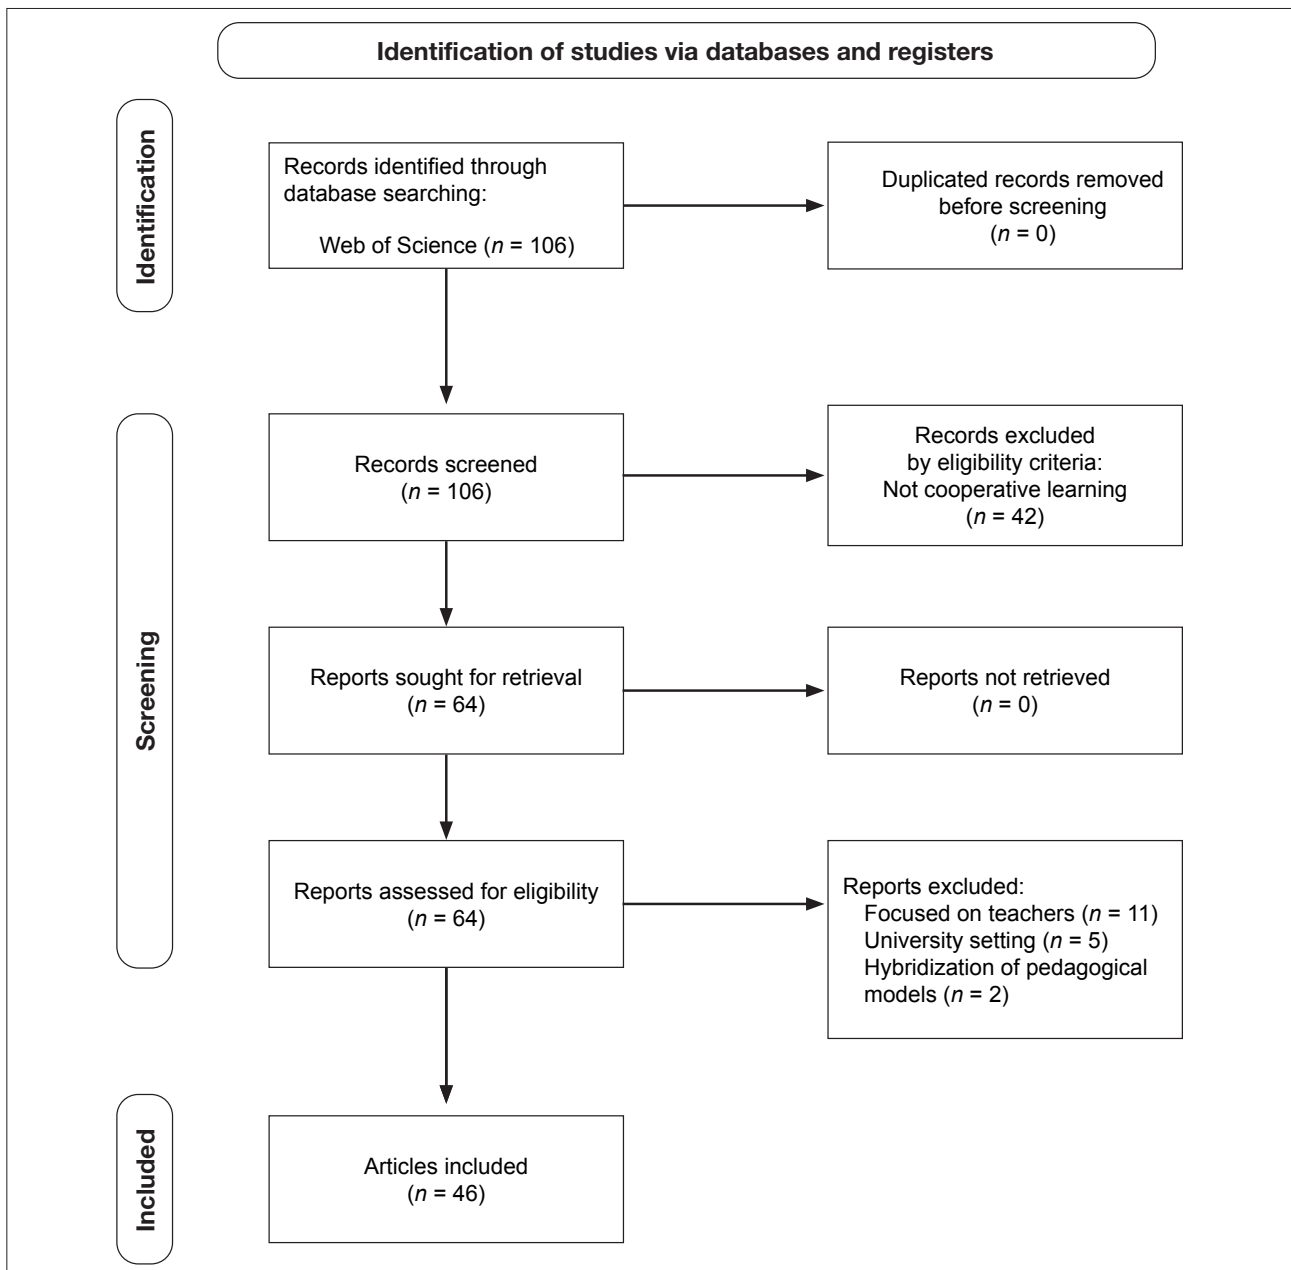 Identification of studies via databases and registers
Identification
Records identified through
database searching:
Web of Science (n = 106)
Duplicated records removed
before screening
(n = 0)
Screening
Records screened
(n = 106)
Records excluded
by eligibility criteria:
Not cooperative learning
(n = 42)
Reports sought for retrieval
(n = 64)
Reports not retrieved
(n = 0)
Reports assessed for eligibility
(n = 64)
Reports excluded:
Focused on teachers (n = 11)
University setting (n = 5)
Hybridization of pedagogical
models (n = 2)
Included
Articles included
(n = 46)